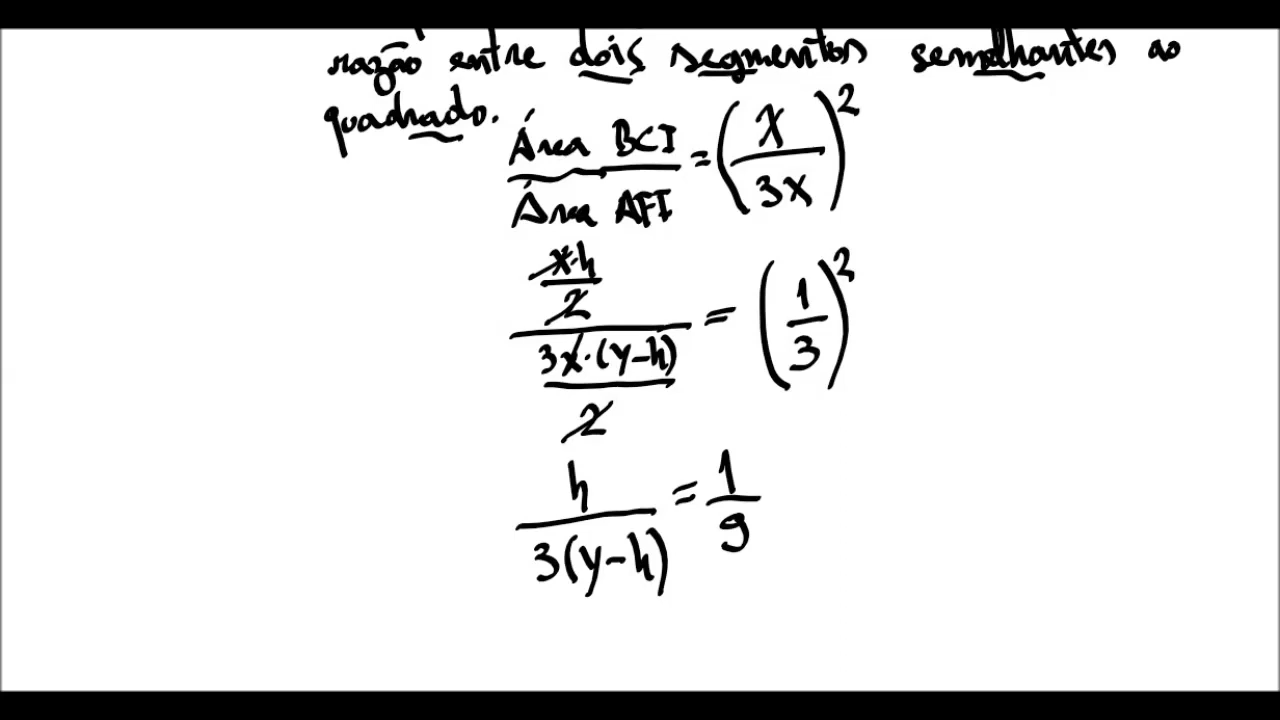 razão entre dois segmentos semelhantes ao
quadrado.
Área BCI / Área AFI = (x / 3x)²
(x·h / 2) / (3x·(y−h) / 2) = (1 / 3)²
h / 3(y−h) = 1 / 9